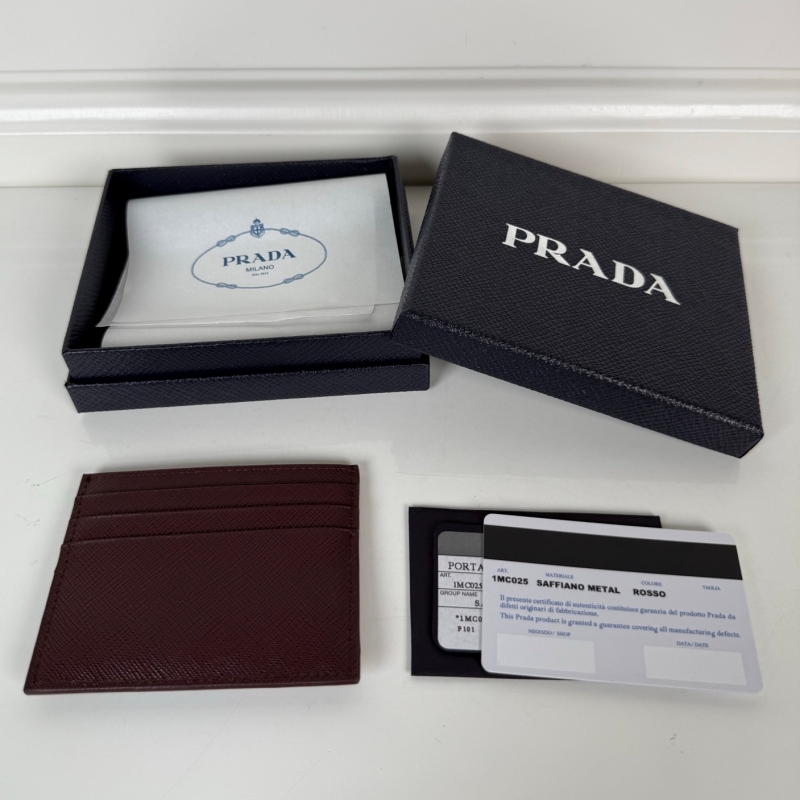 PRADA
MILANO
PRADA
PORTA
ART.
1MC025
GROUP NAME
S.
*1MC0
P101
ART.
MATERIALE
COLORE
TAGLIA
1MC025 SAFFIANO METAL ROSSO
Il presente certificato di autenticità costituisce garanzia del prodotto Prada da
difetti originari di fabbricazione.
This Prada product is granted a guarantee covering all manufacturing defects.
NEGOZIO/ SHOP
DATA/ DATE